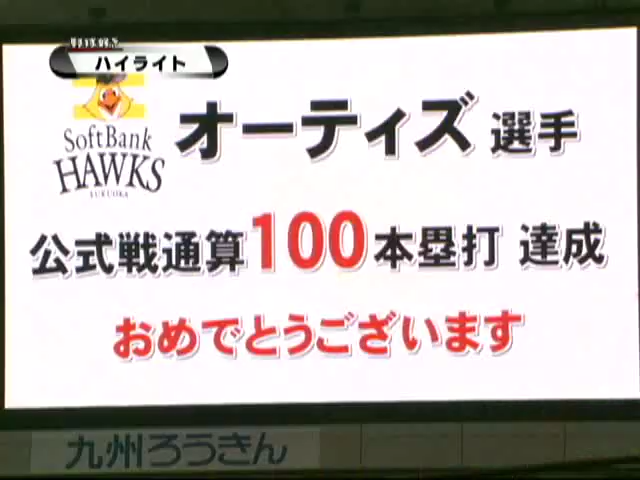 ハイライト
SoftBank
HAWKS
FUKUOKA
オーティズ 選手
公式戦通算100本塁打 達成
おめでとうございます
九州ろうきん